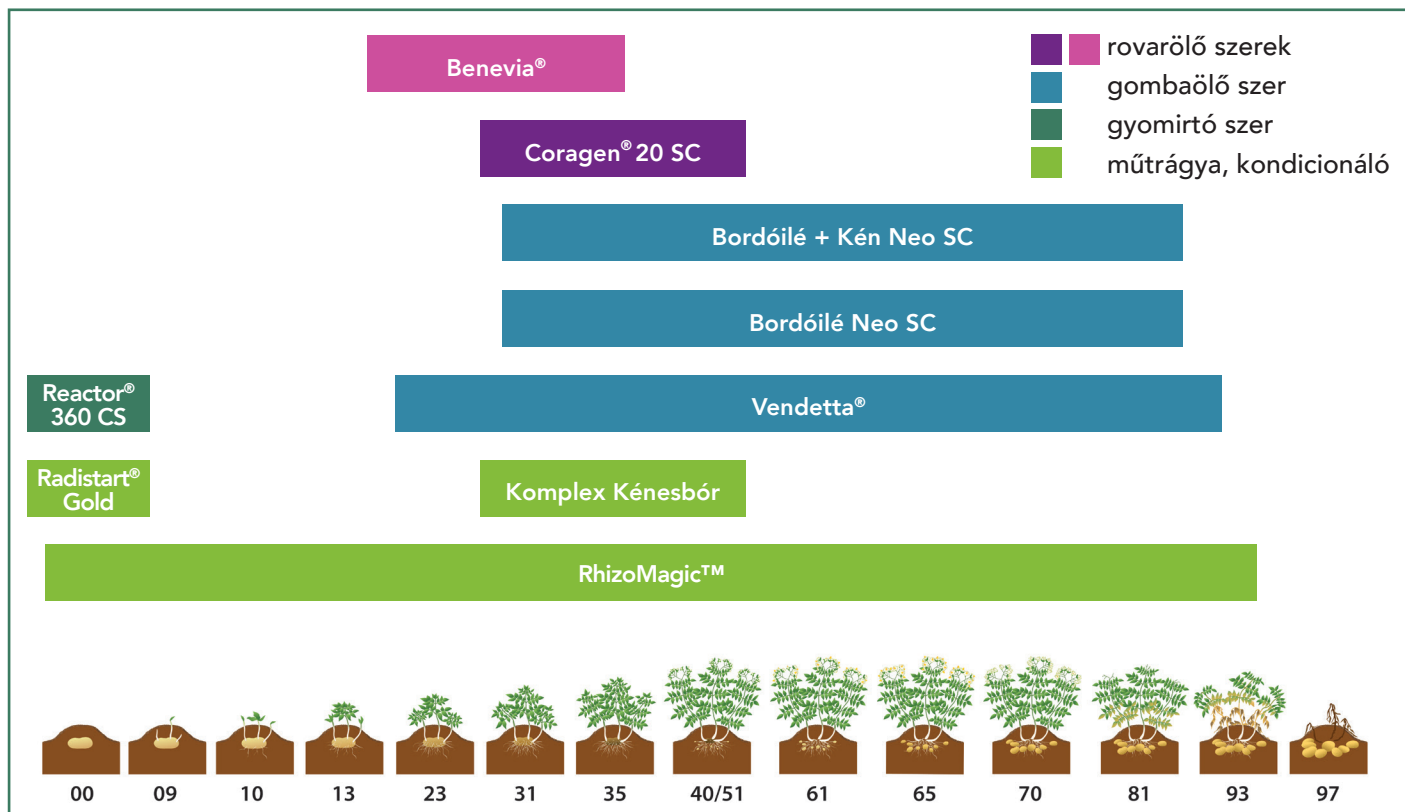 Benevia®
rovarölő szerek
gombaölő szer
gyomirtó szer
műtrágya, kondicionáló
Coragen® 20 SC
Bordóilé + Kén Neo SC
Bordóilé Neo SC
Reactor®
360 CS
Vendetta®
Radistart®
Gold
Komplex Kénesbór
RhizoMagic™
00 09 10 13 23 31 35 40/51 61 65 70 81 93 97